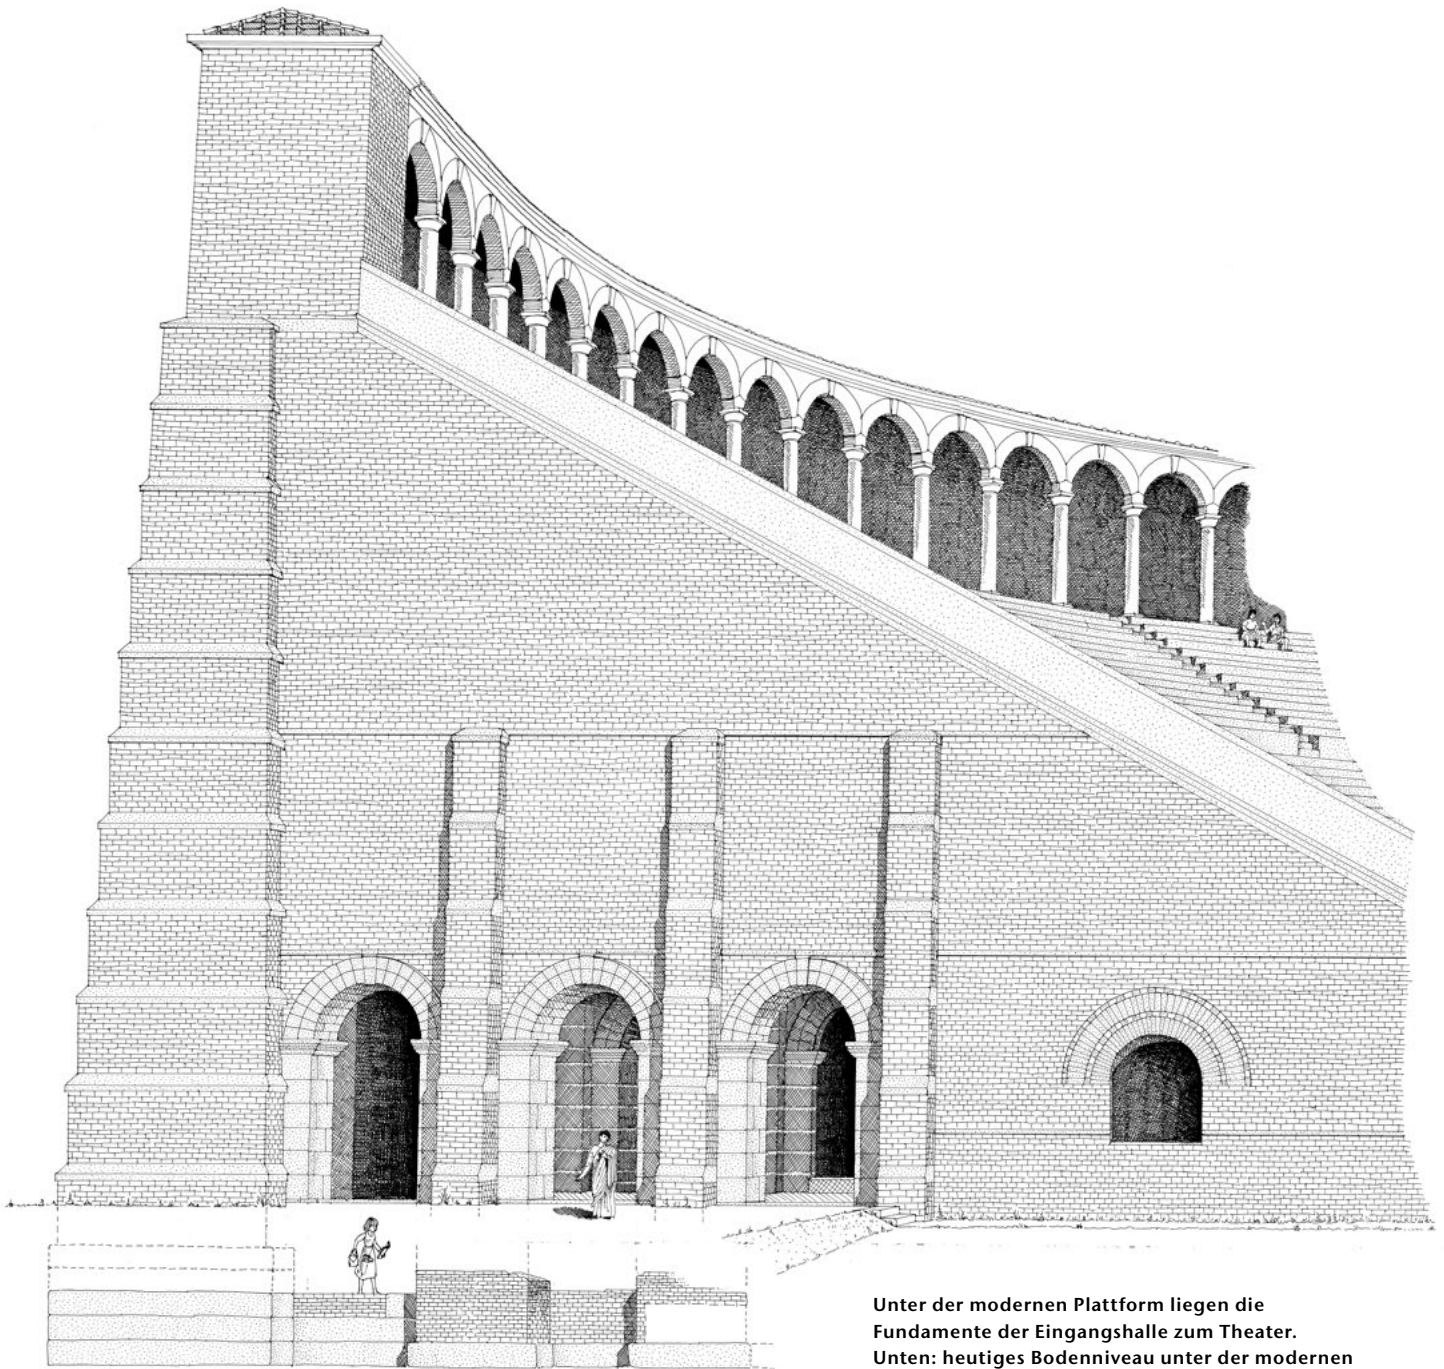 Unter der modernen Plattform liegen die
Fundamente der Eingangshalle zum Theater.
Unten: heutiges Bodenniveau unter der modernen